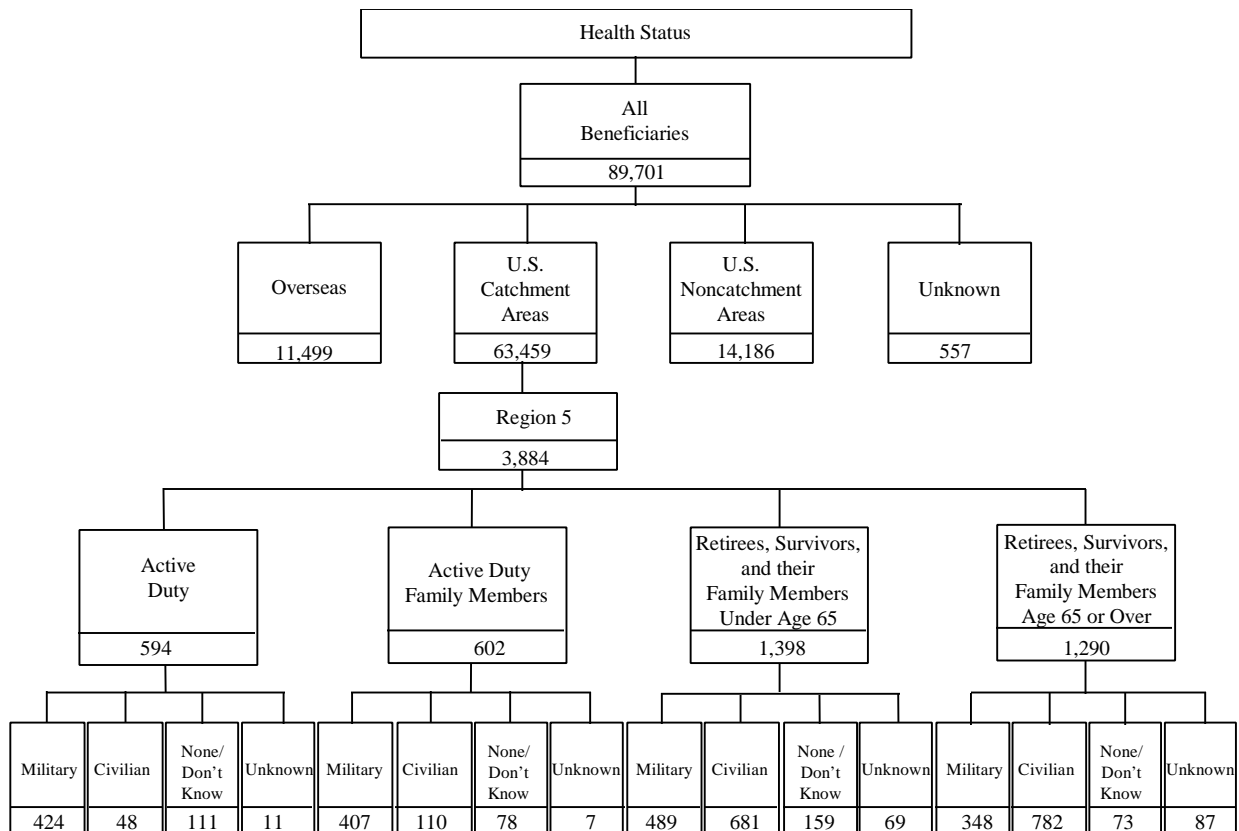 Health Status
All
Beneficiaries
89,701
Overseas
11,499
U.S.
Catchment
Areas
63,459
U.S.
Noncatchment
Areas
14,186
Unknown
557
Region 5
3,884
Active
Duty
594
Active Duty
Family Members
602
Retirees, Survivors,
and their
Family Members
Under Age 65
1,398
Retirees, Survivors,
and their
Family Members
Age 65 or Over
1,290
Military
424
Civilian
48
None/
Don't
Know
111
Unknown
11
Military
407
Civilian
110
None/
Don't
Know
78
Unknown
7
Military
489
Civilian
681
None /
Don't
Know
159
Unknown
69
Military
348
Civilian
782
None/
Don't
Know
73
Unknown
87